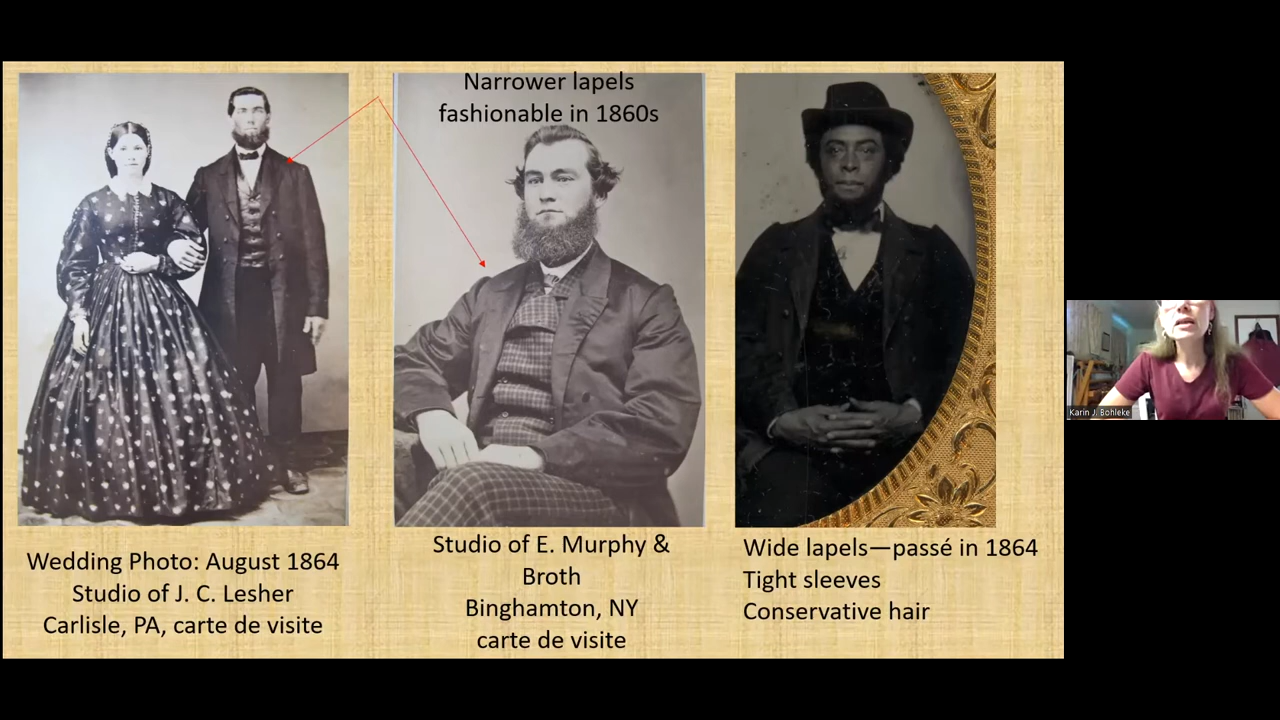 Narrower lapels
fashionable in 1860s
Wedding Photo: August 1864
Studio of J. C. Lesher
Carlisle, PA, carte de visite
Studio of E. Murphy &
Broth
Binghamton, NY
carte de visite
Wide lapels—passé in 1864
Tight sleeves
Conservative hair
Karin J. Bohleke